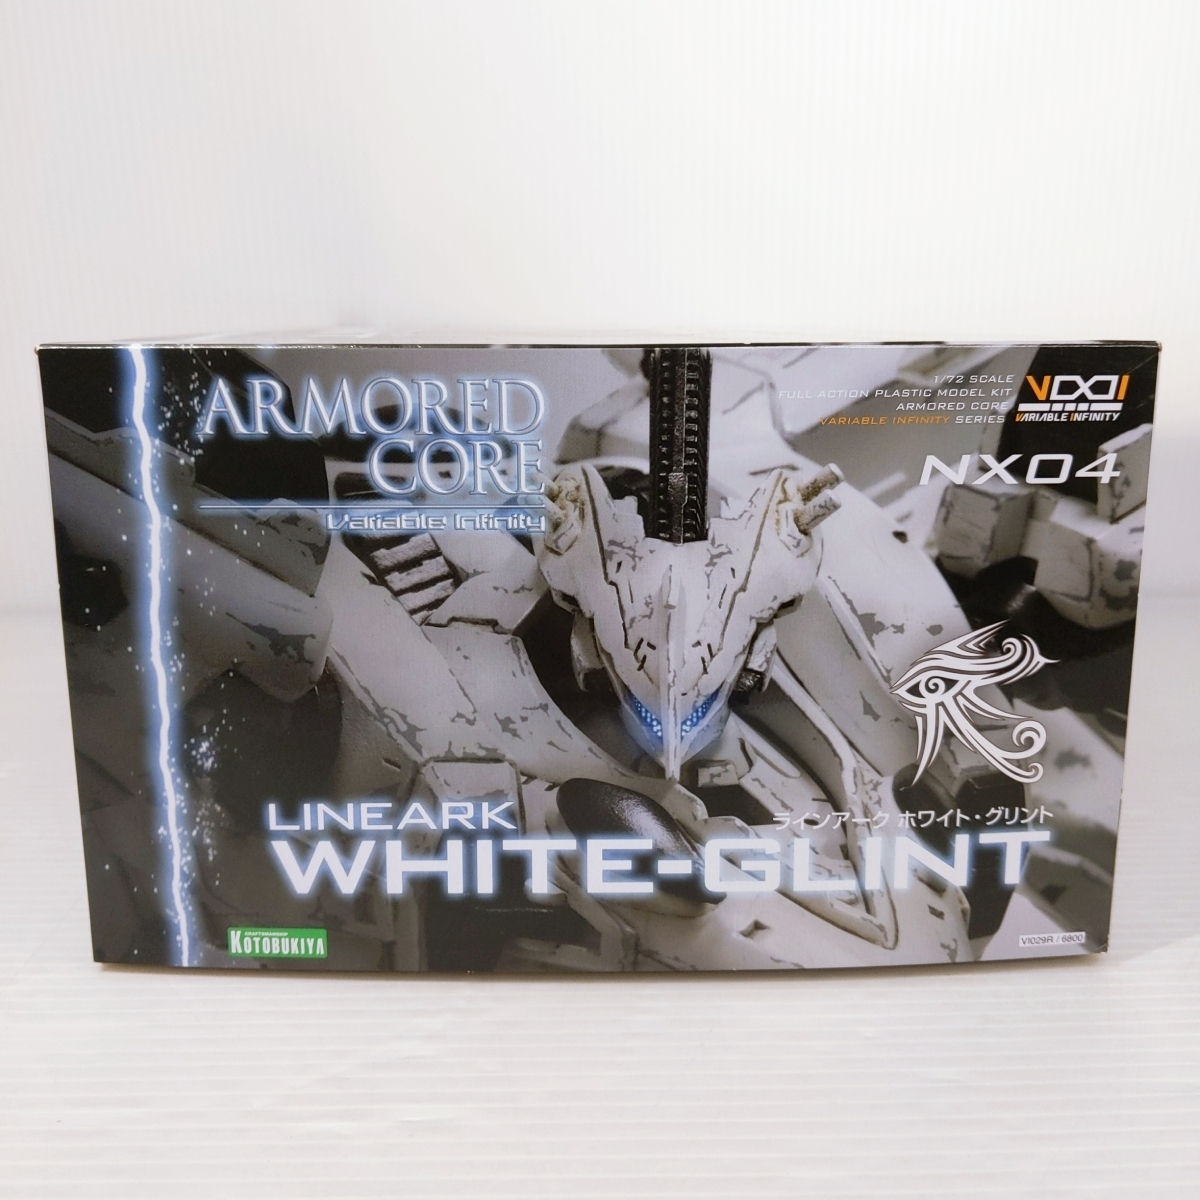 ARMORED
CORE
Variable Infinity
1/72 SCALE
FULL ACTION PLASTIC MODEL KIT
ARMORED CORE
VARIABLE INFINITY SERIES
VI
VARIABLE INFINITY
NX04
LINEARK
ラインアーク ホワイト・グリント
WHITE-GLINT
CRAFTSMANSHIP
KOTOBUKIYA
VI029R / 6800